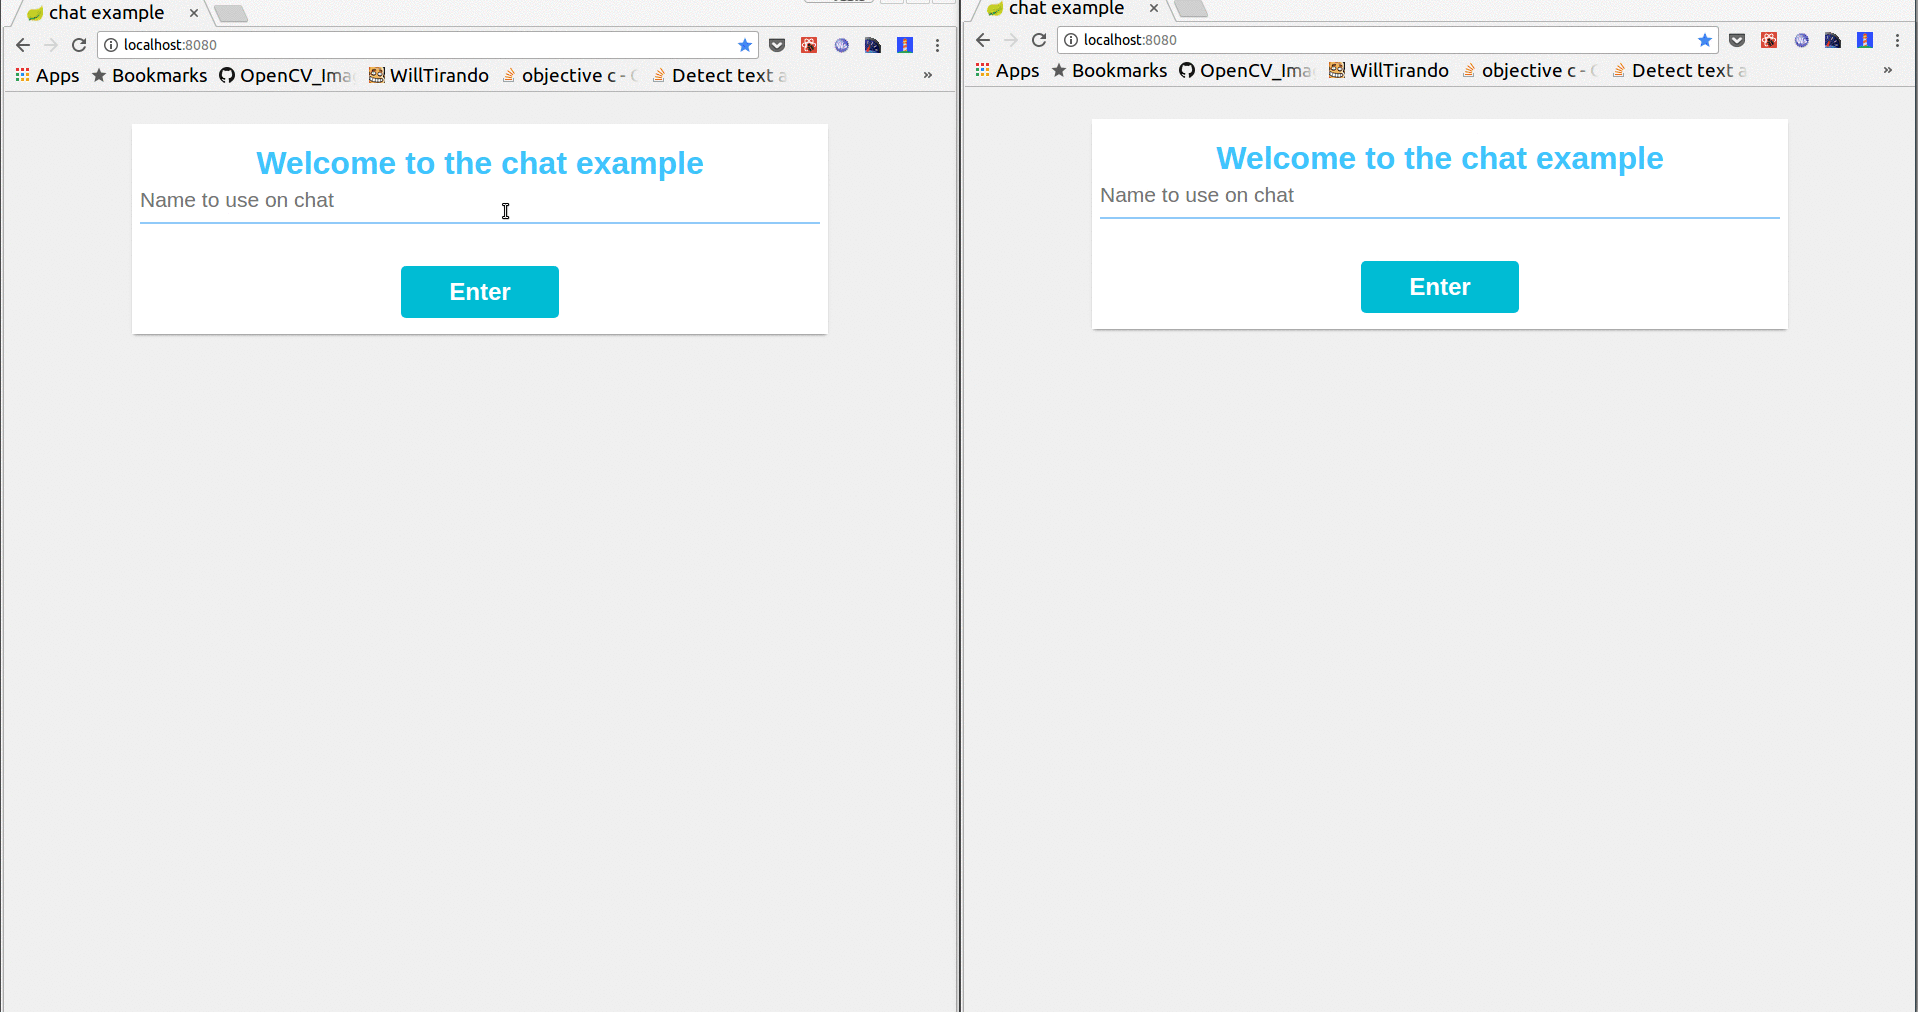 chat example
localhost:8080
Apps Bookmarks OpenCV_Ima WillTirando objective c - Detect text a
Welcome to the chat example
Name to use on chat
Enter
chat example
localhost:8080
Apps Bookmarks OpenCV_Ima WillTirando objective c - Detect text a
Welcome to the chat example
Name to use on chat
Enter